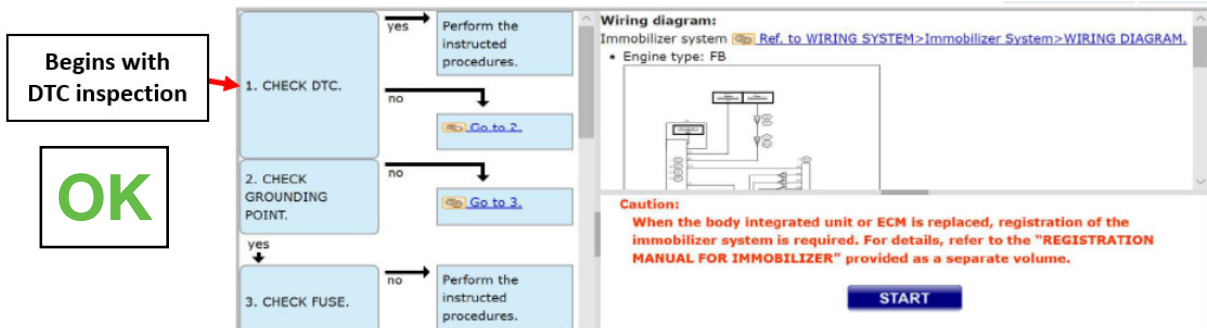 Begins with
DTC inspection
OK
1. CHECK DTC.
yes
Perform the
instructed
procedures.
no
Go to 2.
2. CHECK
GROUNDING
POINT.
no
Go to 3.
yes
3. CHECK FUSE.
no
Perform the
instructed
procedures.
Wiring diagram:
Immobilizer system Ref. to WIRING SYSTEM>Immobilizer System>WIRING DIAGRAM.
• Engine type: FB
Caution:
When the body integrated unit or ECM is replaced, registration of the
immobilizer system is required. For details, refer to the “REGISTRATION
MANUAL FOR IMMOBILIZER” provided as a separate volume.
START